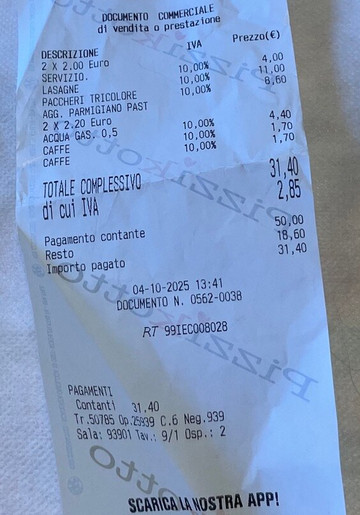 DOCUMENTO COMMERCIALE
di vendita o prestazione
DESCRIZIONE IVA Prezzo(€)
2 X 2.00 Euro
SERVIZIO. 10,00% 4,00
LASAGNE 10,00% 11,00
PACCHERI TRICOLORE 10,00% 8,60
AGG. PARMIGIANO PAST
2 X 2.20 Euro
ACQUA GAS. 0,5 10,00% 4,40
CAFFE 10,00% 1,70
CAFFE 10,00% 1,70
TOTALE COMPLESSIVO 31,40
di cui IVA 2,85
Pagamento contante 50,00
Resto 18,60
Importo pagato 31,40
04-10-2025 13:41
DOCUMENTO N. 0562-0038
RT 99IEC008028
PAGAMENTI
Contanti 31.40
Tr.50785 Op.25839 C.6 Neg.939
Sala: 93901 Tav.: 9/1 Osp.: 2
SCARICA LA NOSTRA APP!